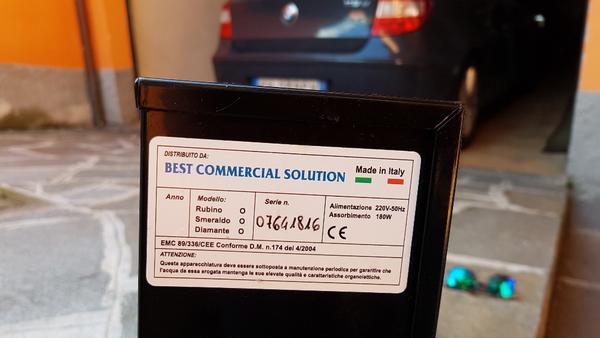 DISTRIBUITO DA:
BEST COMMERCIAL SOLUTION
Made in Italy
Anno
Modello:
Rubino O
Smeraldo O
Diamante O
Serie n.
07641816
Alimentazione 220V-50Hz
Assorbimento 180W
CE
EMC 89/336/CEE Conforme D.M. n.174 del 4/2004
ATTENZIONE:
Questa apparecchiatura deve essere sottoposta a manutenzione periodica per garantire che
l'acqua da essa erogata mantenga le sue elevate qualità e caratteristiche organolettiche.